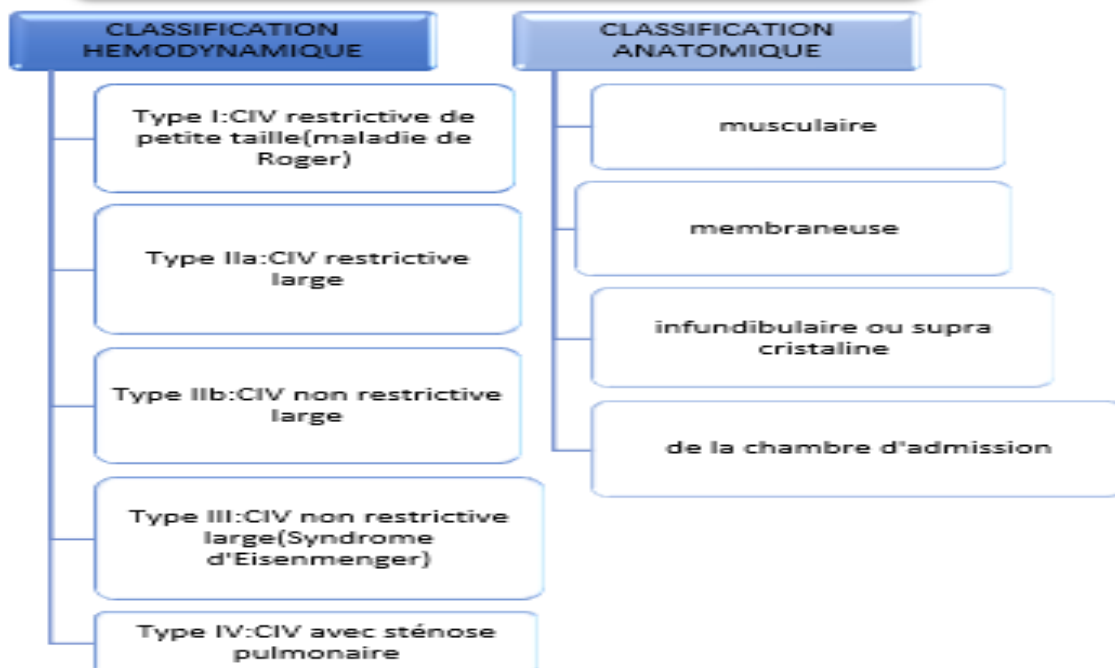 CLASSIFICATION
HEMODYNAMIQUE
Type I:CIV restrictive de
petite taille(maladie de
Roger)
Type IIa:CIV restrictive
large
Type IIb:CIV non restrictive
large
Type III:CIV non restrictive
large(Syndrome
d'Eisenmenger)
Type IV:CIV avec sténose
pulmonaire
CLASSIFICATION
ANATOMIQUE
musculaire
membraneuse
infundibulaire ou supra
cristaline
de la chambre d'admission